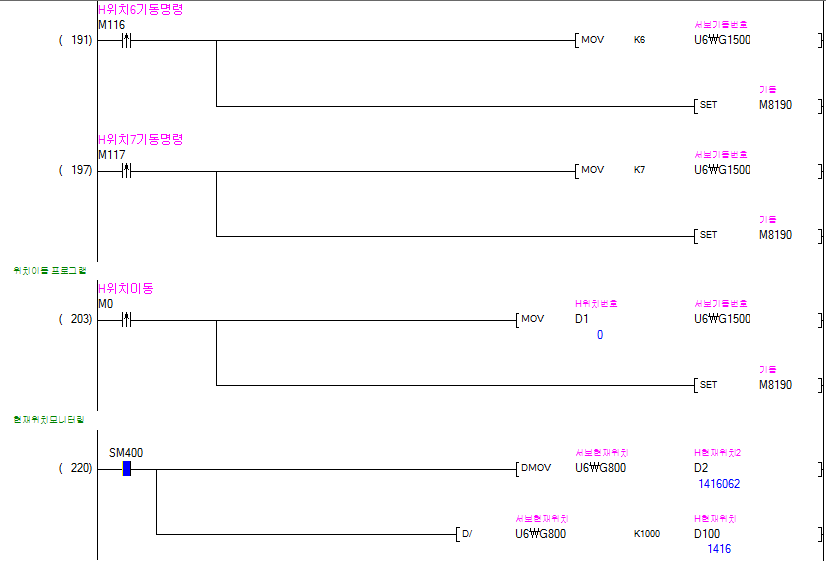 H위치6기동명령
M116
서보기동번호
( 191) MOV K6 U6₩G1500
기동
SET M8190
H위치7기동명령
M117
서보기동번호
( 197) MOV K7 U6₩G1500
기동
SET M8190
위치이동 프로그램
H위치이동
M0
H위치번호 서보기동번호
( 203) MOV D1 U6₩G1500
0
기동
SET M8190
현재위치모니터링
SM400
서보현재위치 H현재위치2
( 220) DMOV U6₩G800 D2
1416062
서보현재위치 H현재위치
D/ U6₩G800 K1000 D100
1416